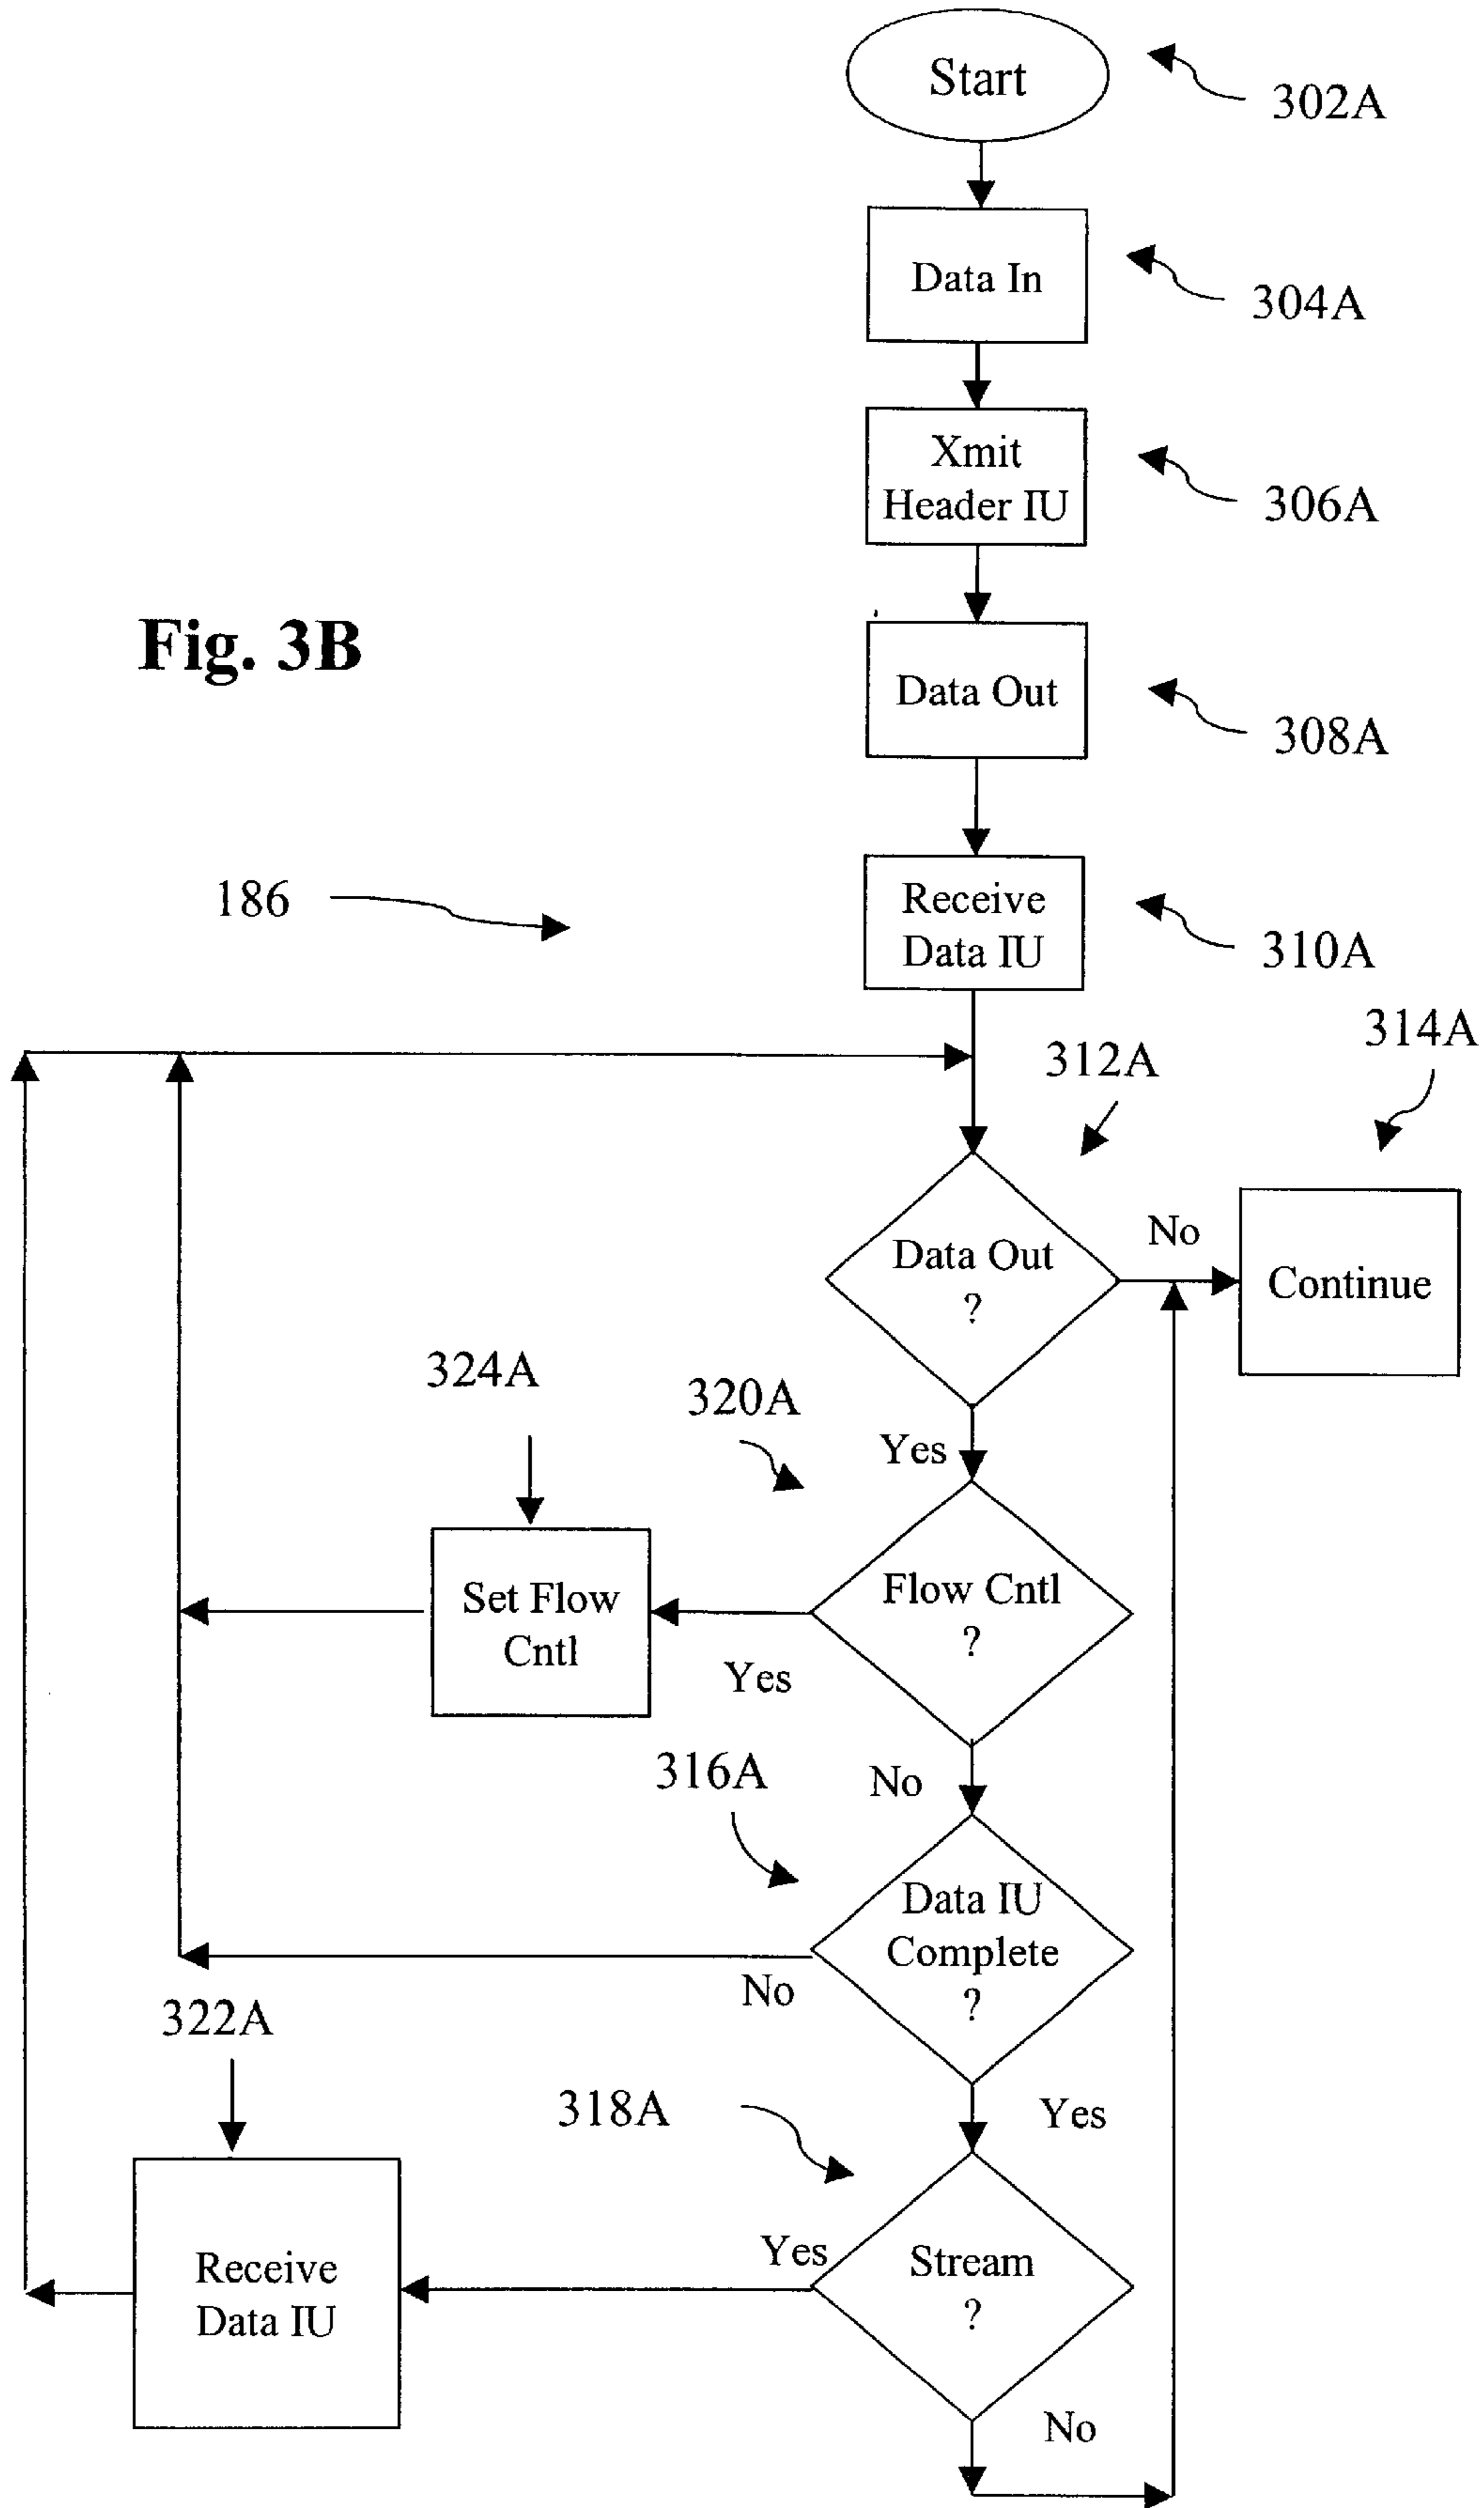 Start
302A
Data In
304A
Xmit
Header IU
306A
Fig. 3B
Data Out
308A
186
Receive
Data IU
310A
314A
312A
Data Out
?
No
Continue
324A
320A
Yes
Set Flow
Cntl
Flow Cntl
?
Yes
316A
No
Data IU
Complete
?
No
322A
318A
Yes
Receive
Data IU
Yes
Stream
?
No